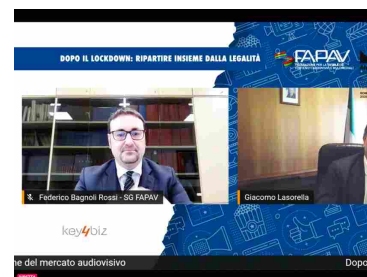 DOPO IL LOCKDOWN: RIPARTIRE INSIEME DALLA LEGALITÀ
FAPAV
Federico Bagnoli Rossi - SG FAPAV
Giacomo Lasorella
key4biz
ne del mercato audiovisivo
Dopo